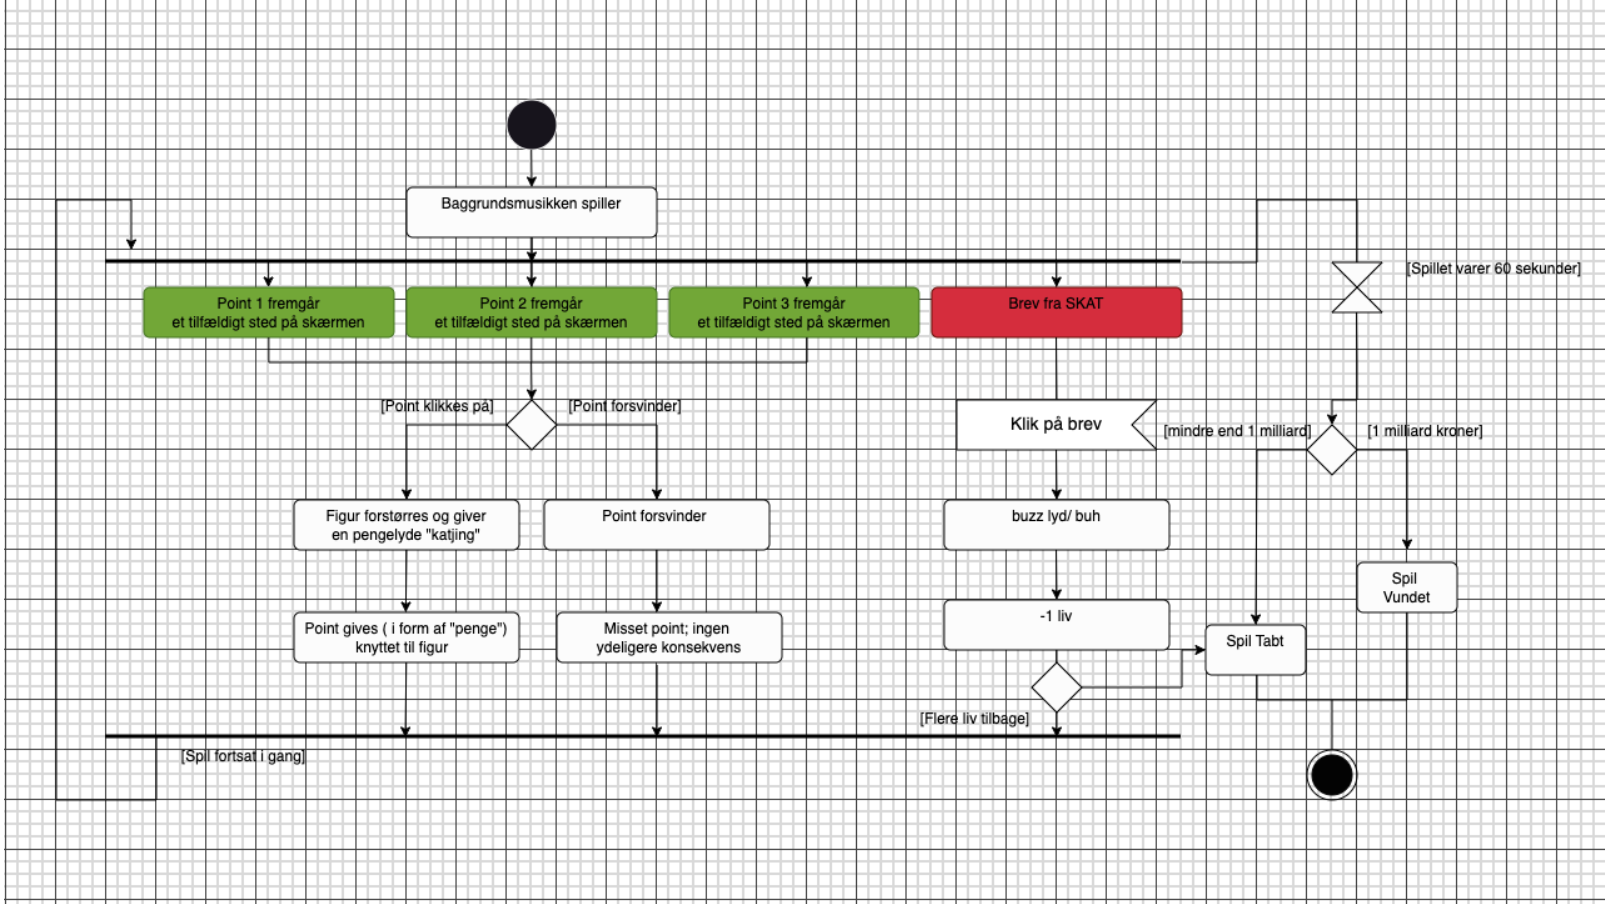 Baggrundsmusikken spiller
[Spillet varer 60 sekunder]
Point 1 fremgår
et tilfældigt sted på skærmen
Point 2 fremgår
et tilfældigt sted på skærmen
Point 3 fremgår
et tilfældigt sted på skærmen
Brev fra SKAT
[Point klikkes på]
[Point forsvinder]
Klik på brev
[mindre end 1 milliard]
[1 milliard kroner]
Figur forstørres og giver
en pengelyde "katjing"
Point forsvinder
buzz lyd/ buh
Spil
Vundet
Point gives ( i form af "penge")
knyttet til figur
Misset point; ingen
ydeligere konsekvens
-1 liv
Spil Tabt
[Flere liv tilbage]
[Spil fortsat i gang]